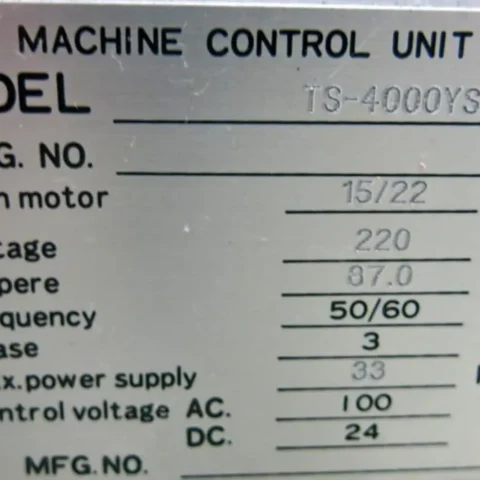 MACHINE CONTROL UNIT
DEL TS-4000YS
G. NO.
n motor 15/22
tage 220
pere 87.0
quency 50/60
ase 3
x. power supply 33
ntrol voltage AC. 100
DC. 24
MFG. NO.